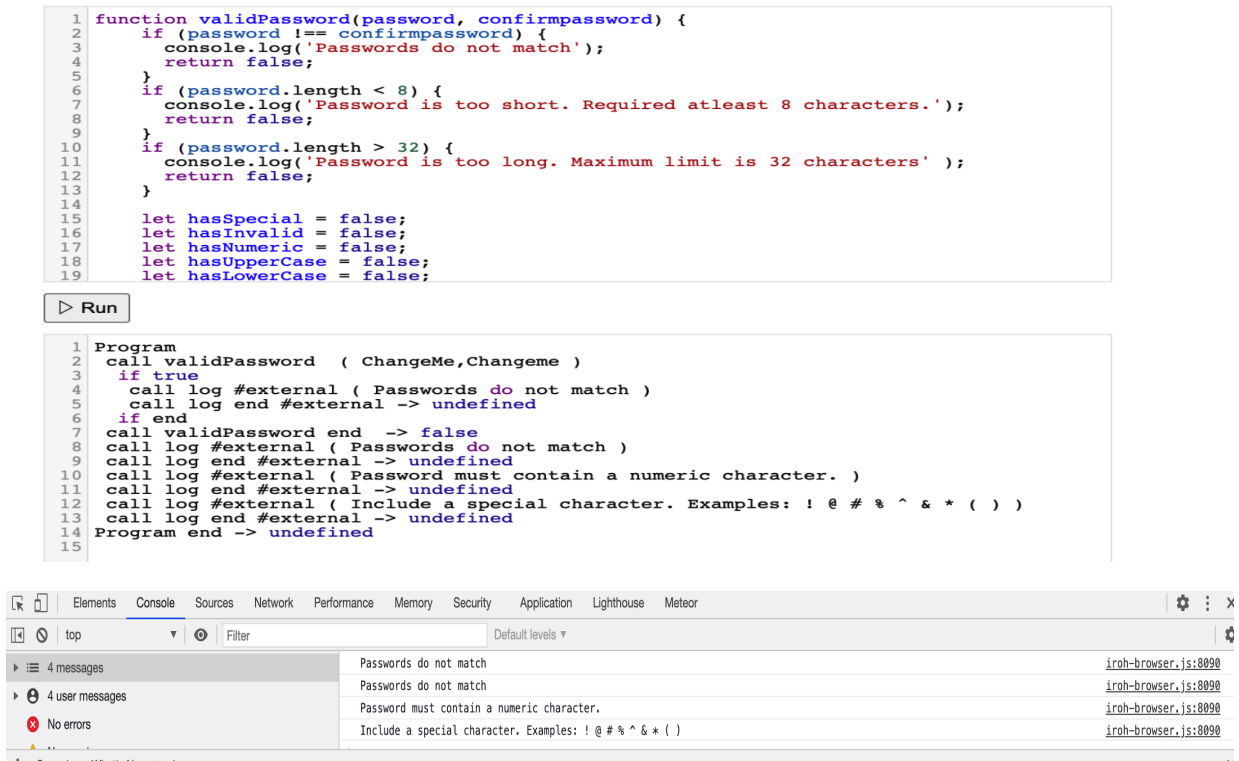 1 function validPassword(password, confirmpassword) {
2 if (password !== confirmpassword) {
3 console.log('Passwords do not match');
4 return false;
5 }
6 if (password.length < 8) {
7 console.log('Password is too short. Required atleast 8 characters.');
8 return false;
9 }
10 if (password.length > 32) {
11 console.log('Password is too long. Maximum limit is 32 characters' );
12 return false;
13 }
14
15 let hasSpecial = false;
16 let hasInvalid = false;
17 let hasNumeric = false;
18 let hasUpperCase = false;
19 let hasLowerCase = false;
▷ Run
1 Program
2 call validPassword ( ChangeMe,Changeme )
3 if true
4 call log #external ( Passwords do not match )
5 call log end #external -> undefined
6 if end
7 call validPassword end -> false
8 call log #external ( Passwords do not match )
9 call log end #external -> undefined
10 call log #external ( Password must contain a numeric character. )
11 call log end #external -> undefined
12 call log #external ( Include a special character. Examples: ! @ # % ^ & * ( ) )
13 call log end #external -> undefined
14 Program end -> undefined
15
Elements Console Sources Network Performance Memory Security Application Lighthouse Meteor
top Filter Default levels ▼
4 messages
4 user messages
No errors
Passwords do not match iroh-browser.js:8090
Passwords do not match iroh-browser.js:8090
Password must contain a numeric character. iroh-browser.js:8090
Include a special character. Examples: ! @ # % ^ & * ( ) iroh-browser.js:8090